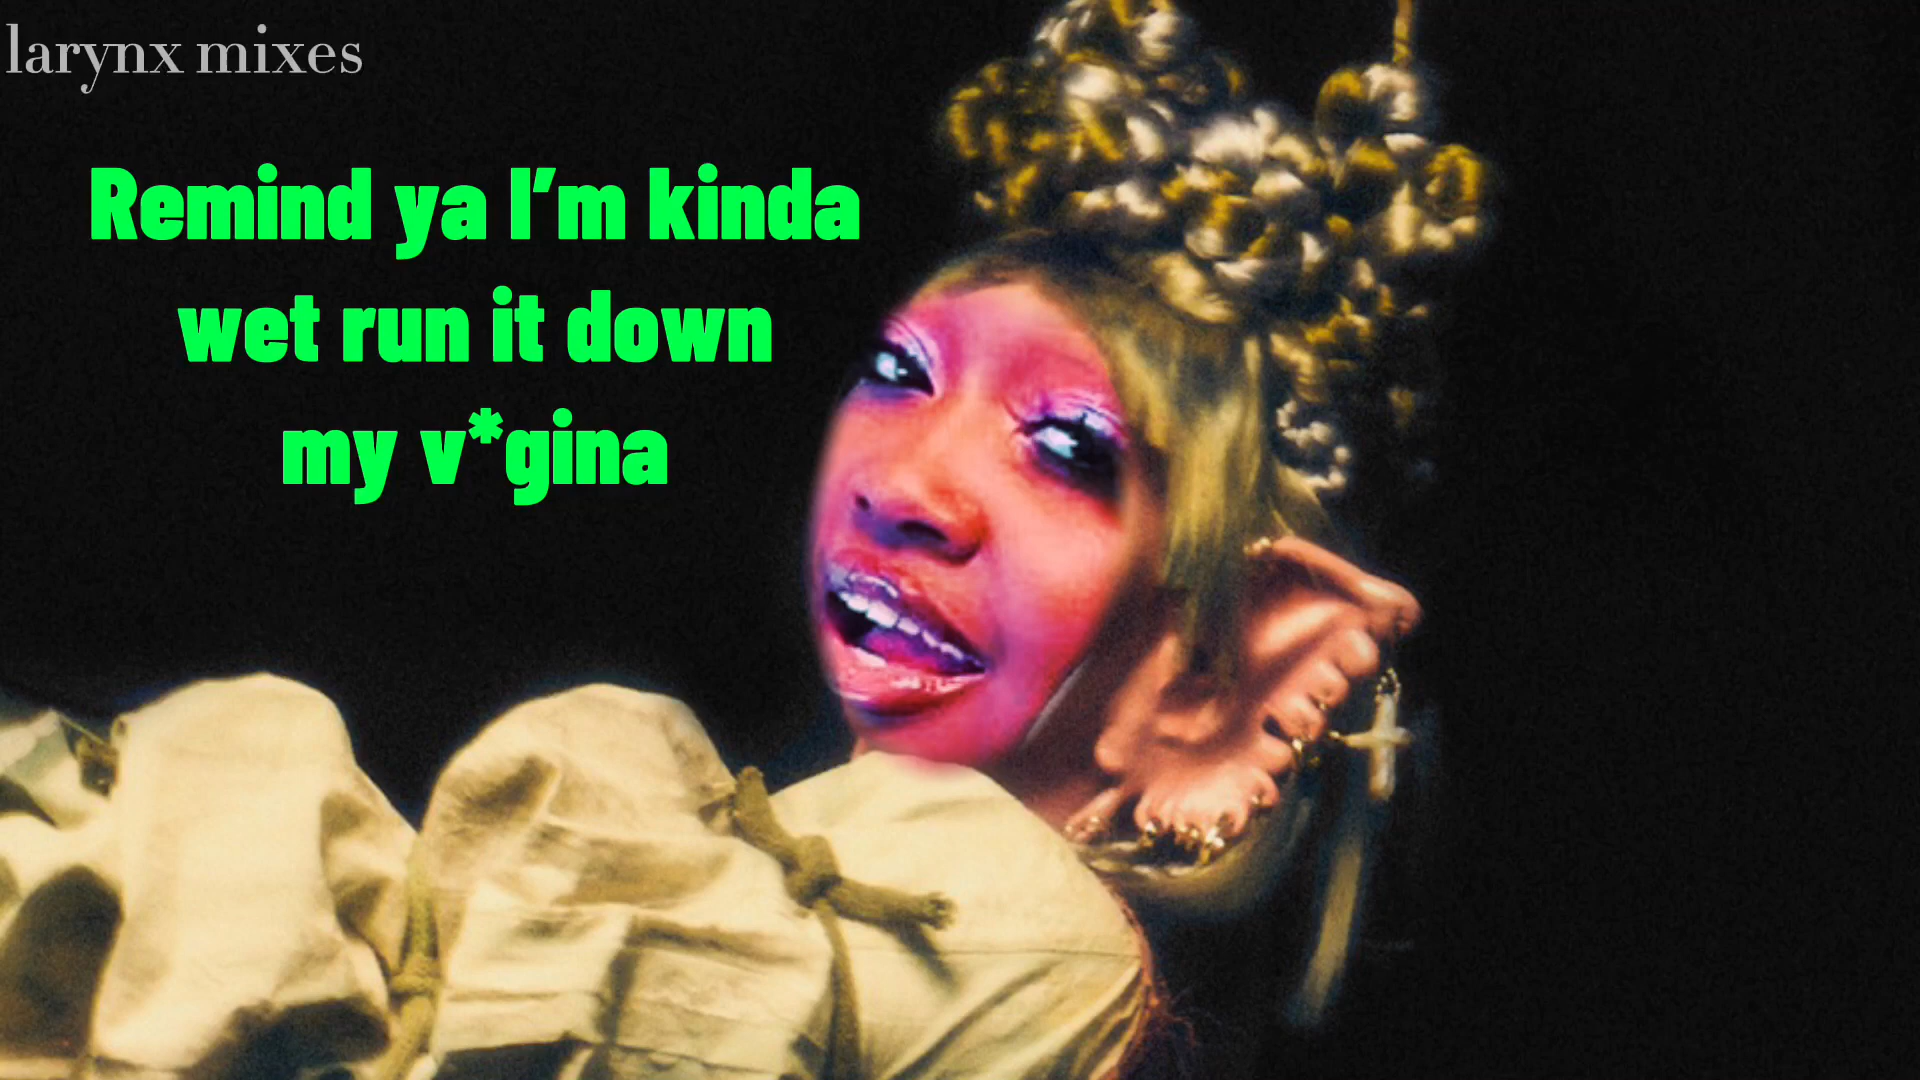 larynx mixes
Remind ya I’m kinda
wet run it down
my v*gina